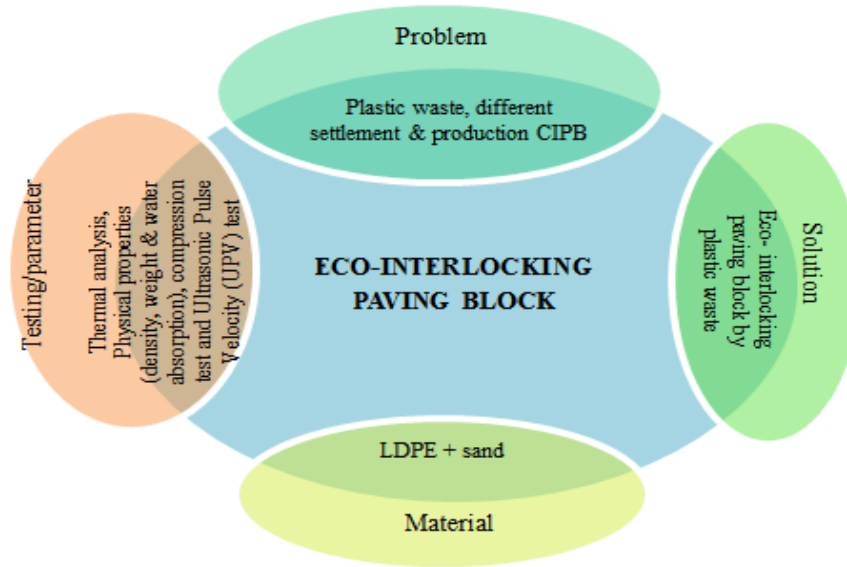 Problem
Plastic waste, different
settlement & production CIPB
Testing/parameter
Thermal analysis,
Physical properties
(density, weight & water
absorption), compression
test and Ultrasonic Pulse
Velocity (UPV) test
ECO-INTERLOCKING
PAVING BLOCK
Solution
Eco- interlocking
paving block by
plastic waste
LDPE + sand
Material